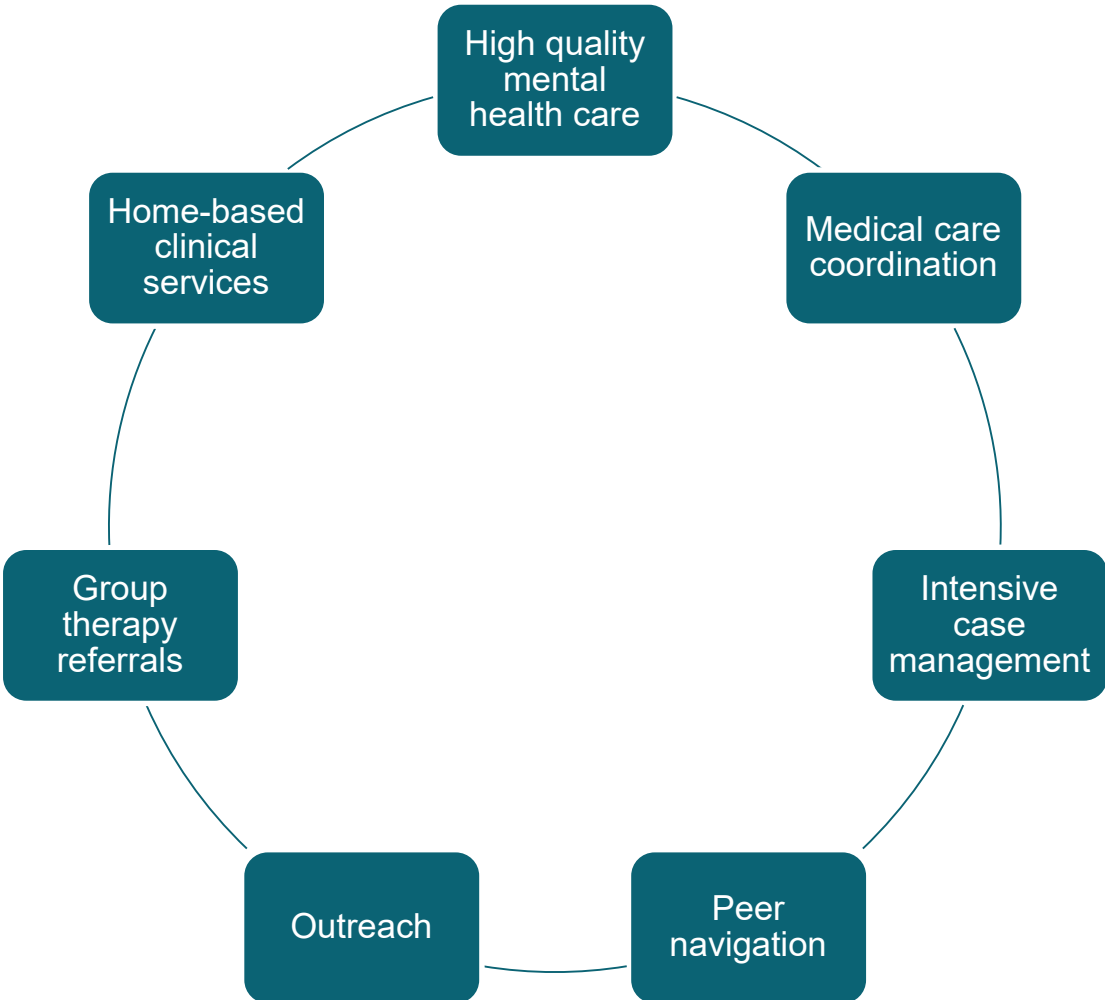 High quality
mental
health care
Medical care
coordination
Intensive
case
management
Peer
navigation
Outreach
Group
therapy
referrals
Home-based
clinical
services